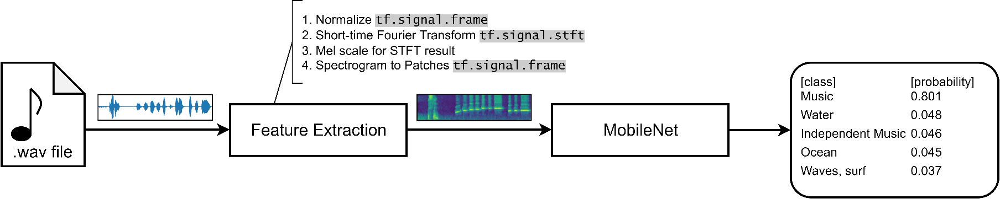 1. Normalize tf.signal.frame
2. Short-time Fourier Transform tf.signal.stft
3. Mel scale for STFT result
4. Spectrogram to Patches tf.signal.frame
.wav file
Feature Extraction
MobileNet
[class] [probability]
Music 0.801
Water 0.048
Independent Music 0.046
Ocean 0.045
Waves, surf 0.037